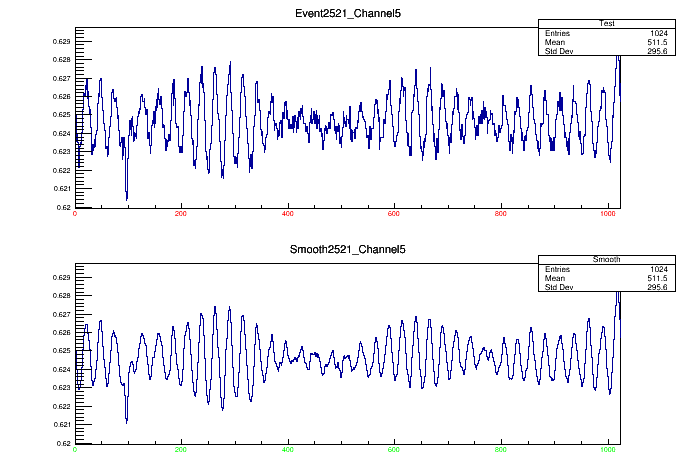 Event2521_Channel5
Test
Entries 1024
Mean 511.5
Std Dev 295.6
0.629
0.628
0.627
0.626
0.625
0.624
0.623
0.622
0.621
0.62
0 200 400 600 800 1000
Smooth2521_Channel5
Smooth
Entries 1024
Mean 511.5
Std Dev 295.6
0.629
0.628
0.627
0.626
0.625
0.624
0.623
0.622
0.621
0.62
0 200 400 600 800 1000